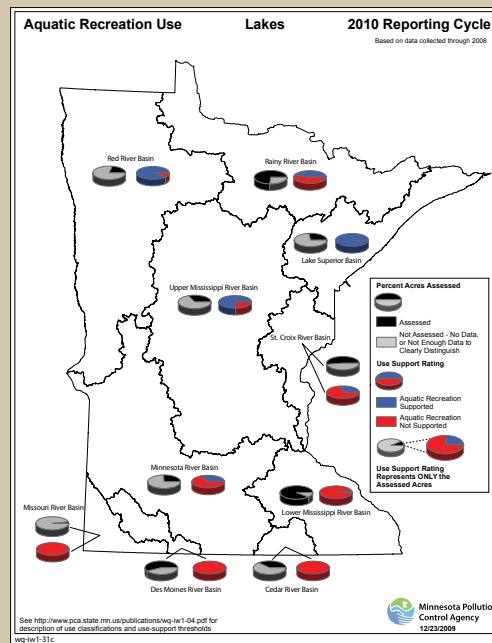 Aquatic Recreation Use Lakes 2010 Reporting Cycle
Based on data collected through 2008
Red River Basin
Rainy River Basin
Lake Superior Basin
Upper Mississippi River Basin
St. Croix River Basin
Minnesota River Basin
Lower Mississippi River Basin
Missouri River Basin
Des Moines River Basin
Cedar River Basin
Percent Acres Assessed
Assessed
Not Assessed - No Data,
or Not Enough Data to
Clearly Distinguish
Use Support Rating
Aquatic Recreation
Supported
Aquatic Recreation
Not Supported
Use Support Rating
Represents ONLY the
Assessed Acres
See http://www.pca.state.mn.us/publications/wq-iw1-04.pdf for
description of use classifications and use-support thresholds
wq-iw1-31c
Minnesota Pollutio
Control Agency
12/23/2009